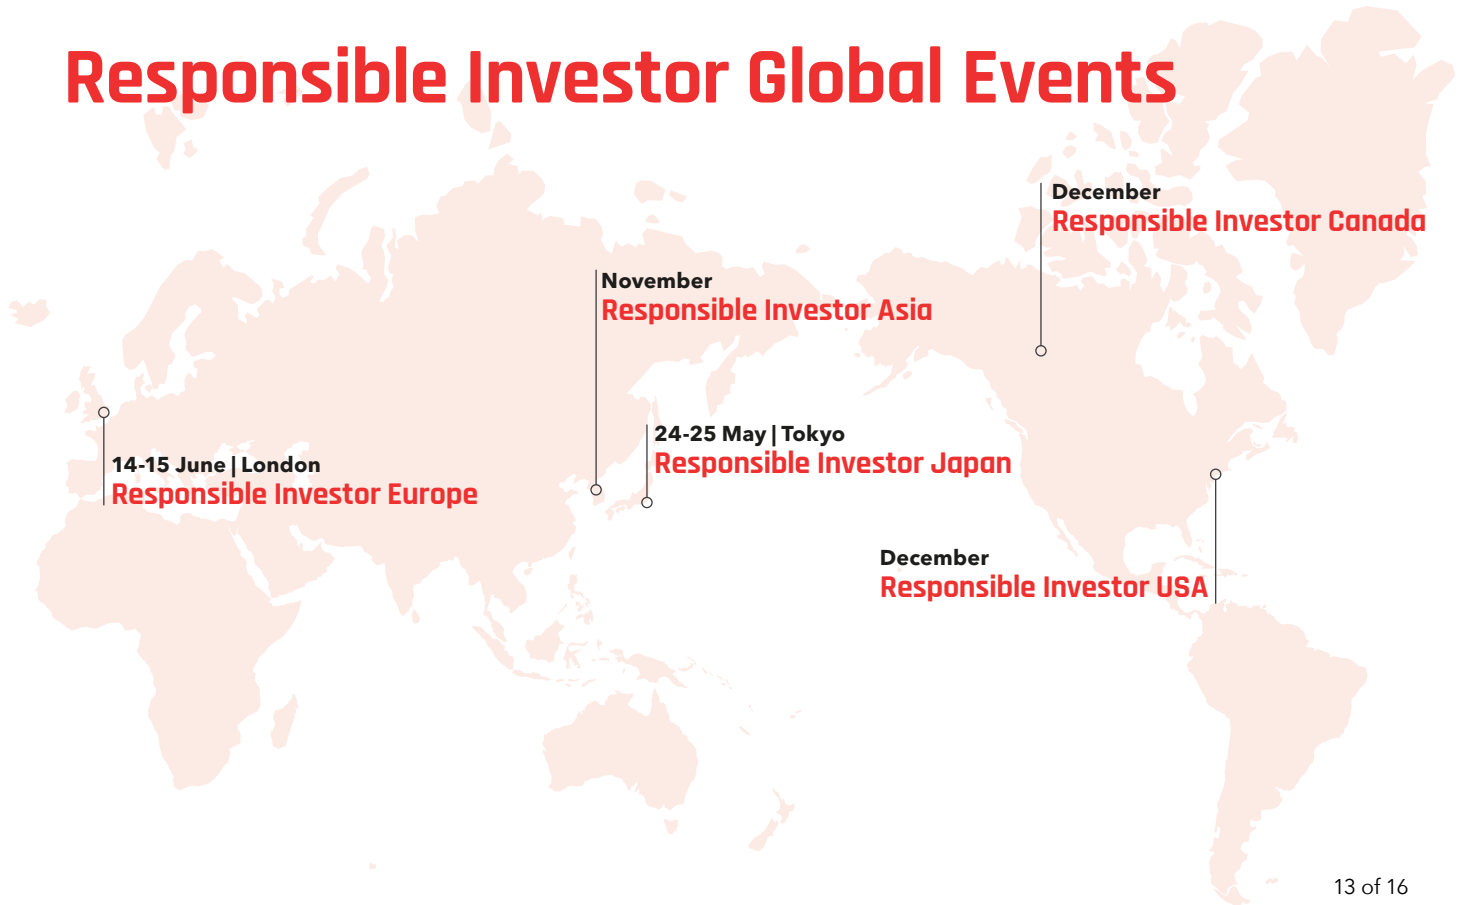 Responsible Investor Global Events
December
Responsible Investor Canada
November
Responsible Investor Asia
24-25 May | Tokyo
Responsible Investor Japan
14-15 June | London
Responsible Investor Europe
December
Responsible Investor USA
13 of 16